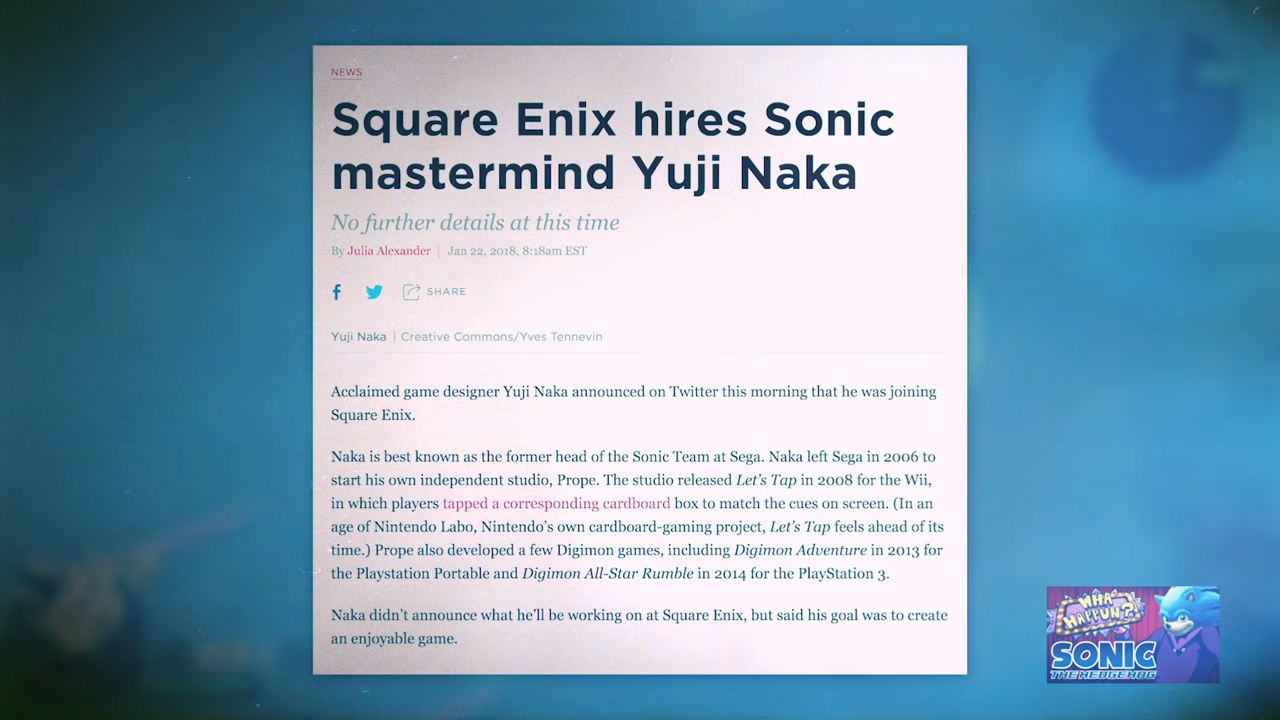 NEWS
Square Enix hires Sonic
mastermind Yuji Naka
No further details at this time
By Julia Alexander | Jan 22, 2018, 8:18am EST
SHARE
Yuji Naka | Creative Commons/Yves Tennevin
Acclaimed game designer Yuji Naka announced on Twitter this morning that he was joining
Square Enix.
Naka is best known as the former head of the Sonic Team at Sega. Naka left Sega in 2006 to
start his own independent studio, Prope. The studio released Let's Tap in 2008 for the Wii,
in which players tapped a corresponding cardboard box to match the cues on screen. (In an
age of Nintendo Labo, Nintendo's own cardboard-gaming project, Let's Tap feels ahead of its
time.) Prope also developed a few Digimon games, including Digimon Adventure in 2013 for
the Playstation Portable and Digimon All-Star Rumble in 2014 for the PlayStation 3.
Naka didn't announce what he'll be working on at Square Enix, but said his goal was to create
an enjoyable game.
WHA
HAPPUN?!
SONIC
THE HEDGEHOG